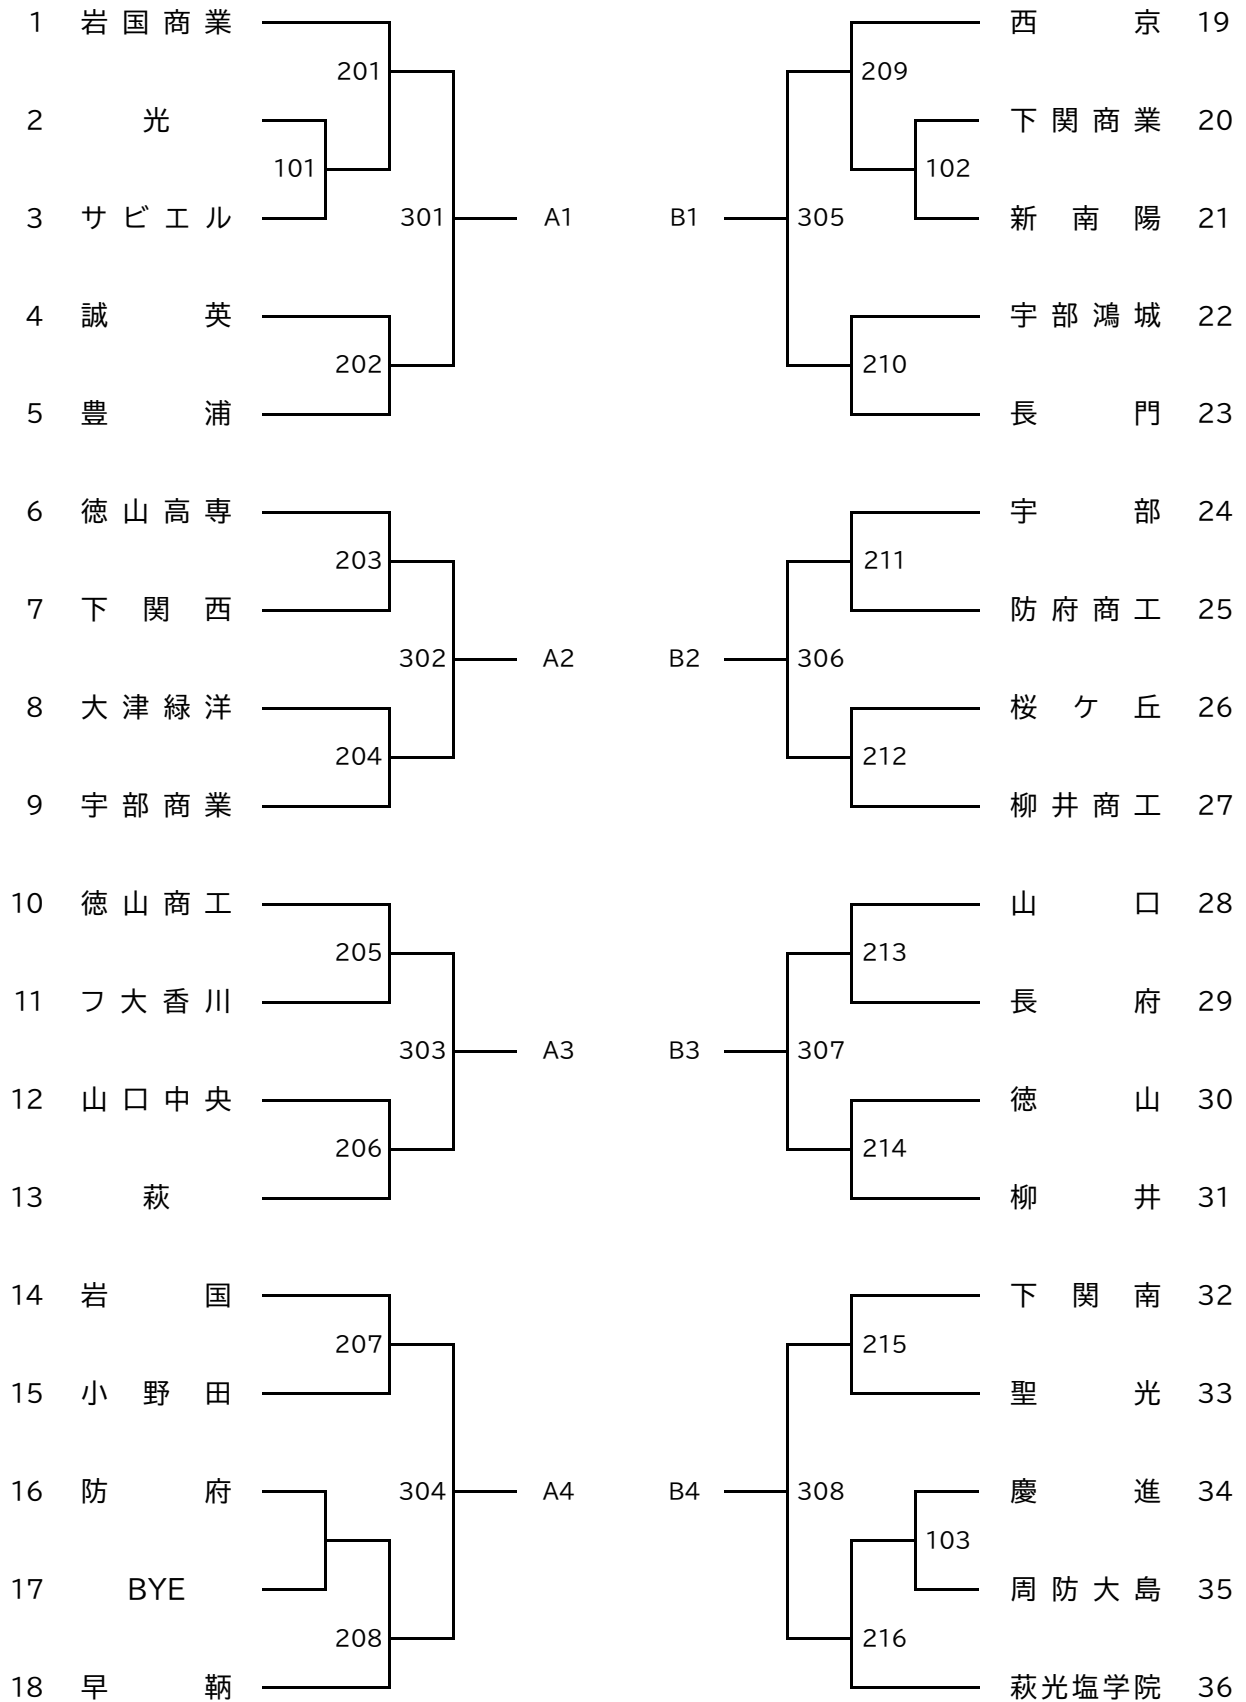 1 岩国商業
201
2 光
101
3 サビエル
301 A1
4 誠英
202
5 豊浦
6 徳山高専
203
7 下関西
302 A2
8 大津緑洋
204
9 宇部商業
10 徳山商工
205
11 フ大香川
303 A3
12 山口中央
206
13 萩
14 岩国
207
15 小野田
16 防府
304 A4
17 BYE
208
18 早鞆
西京 19
209
下関商業 20
102
新南陽 21
B1 305
宇部鴻城 22
210
長門 23
宇部 24
211
防府商工 25
B2 306
桜ケ丘 26
212
柳井商工 27
山口 28
213
長府 29
B3 307
徳山 30
214
柳井 31
下関南 32
215
聖光 33
慶進 34
B4 308
103
周防大島 35
216
萩光塩学院 36